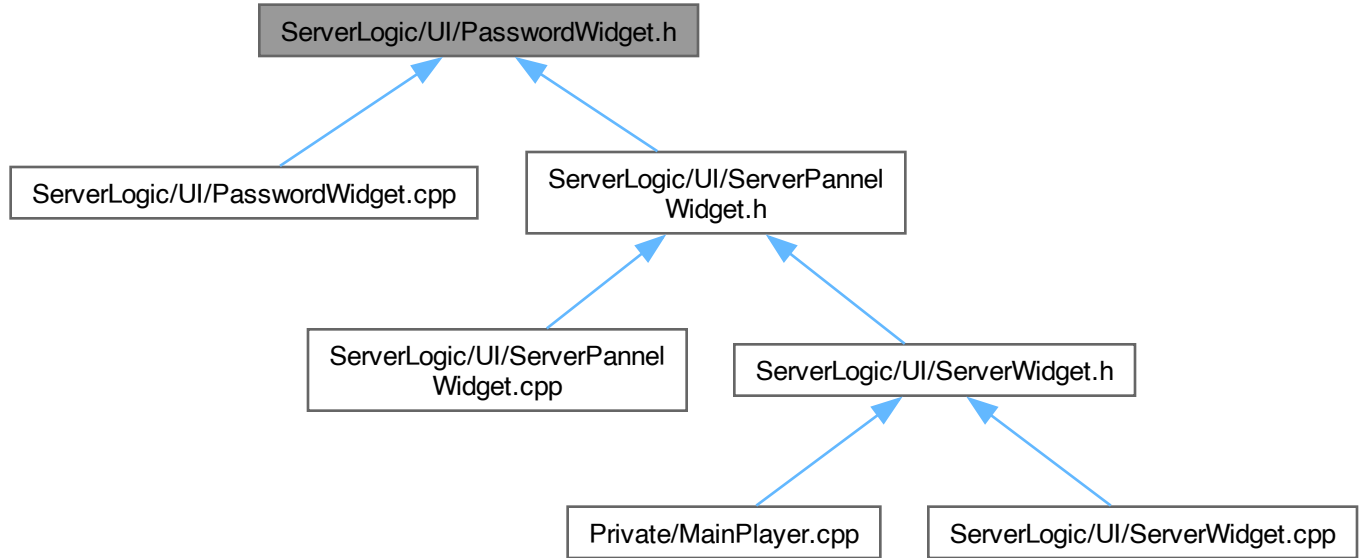 ServerLogic/UI/PasswordWidget.h
ServerLogic/UI/PasswordWidget.cpp
ServerLogic/UI/ServerPannel
Widget.h
ServerLogic/UI/ServerPannel
Widget.cpp
ServerLogic/UI/ServerWidget.h
Private/MainPlayer.cpp
ServerLogic/UI/ServerWidget.cpp